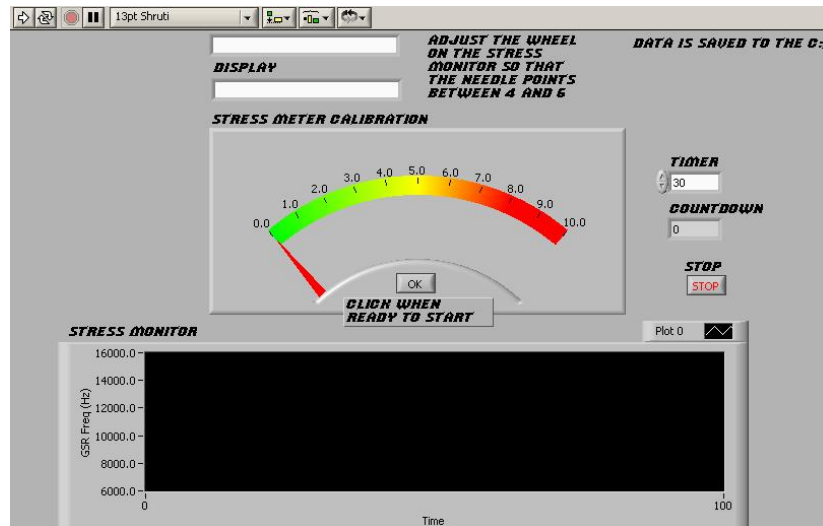 13pt Shruti
ADJUST THE WHEEL
ON THE STRESS
MONITOR SO THAT
THE NEEDLE POINTS
BETWEEN 4 AND 6
DATA IS SAVED TO THE C:
DISPLAY
STRESS METER CALIBRATION
0.0
1.0
2.0
3.0
4.0
5.0
6.0
7.0
8.0
9.0
10.0
OK
CLICK WHEN
READY TO START
TIMER
30
COUNTDOWN
0
STOP
STOP
STRESS MONITOR
Plot 0
16000.0
14000.0
12000.0
10000.0
8000.0
6000.0
GSR Freq (Hz)
0
100
Time